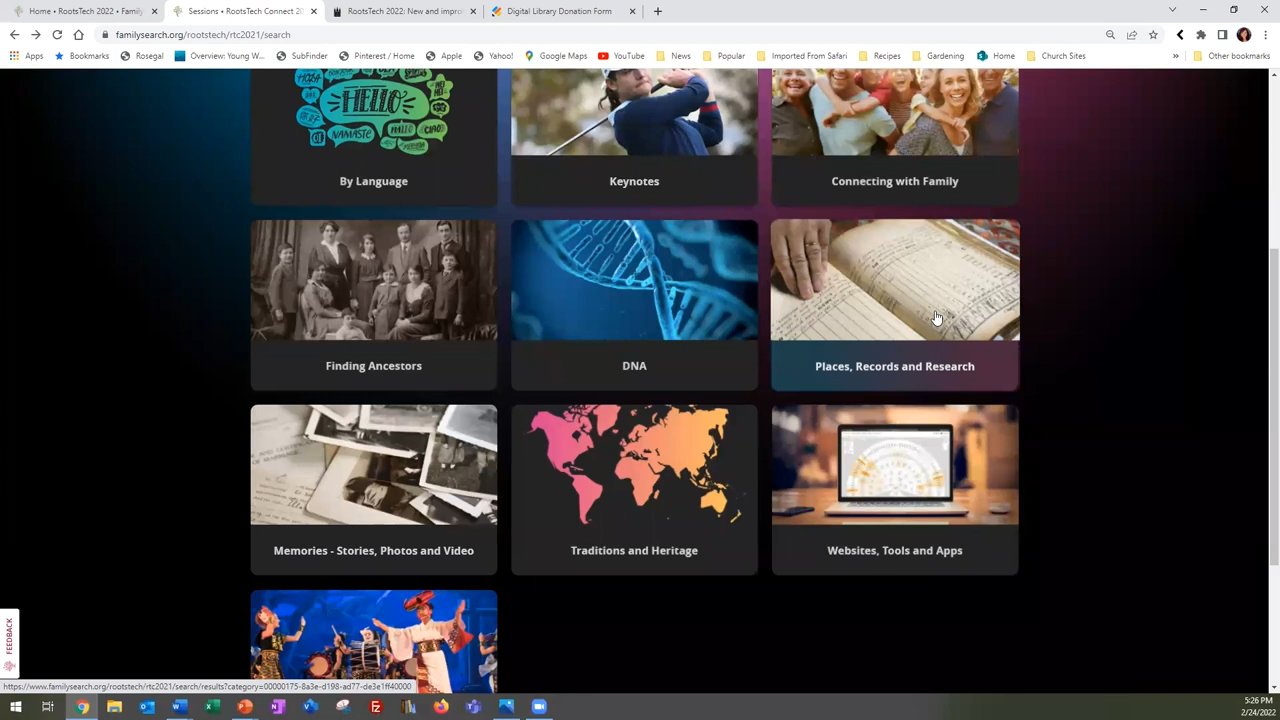 Home • RootsTech 2022 • Family
Sessions • RootsTech Connect 20
RootsTech 2022: New and impro
Digital Library Donation Form
familysearch.org/rootstech/rtc2021/search
Apps
Bookmarks
Rosegal
Overview: Young W...
SubFinder
Pinterest / Home
Apple
Yahoo!
Google Maps
YouTube
News
Popular
Imported From Safari
Recipes
Gardening
Home
Church Sites
»
Other bookmarks
HOLA
HELLO
NAMASTE
HALLO
CIAO
By Language
Keynotes
Connecting with Family
Finding Ancestors
DNA
Places, Records and Research
Memories - Stories, Photos and Video
Traditions and Heritage
Websites, Tools and Apps
FEEDBACK
https://www.familysearch.org/rootstech/rtc2021/search/results?category=00000175-8a3e-d198-ad77-de3e1ff40000
5:26 PM
2/24/2022